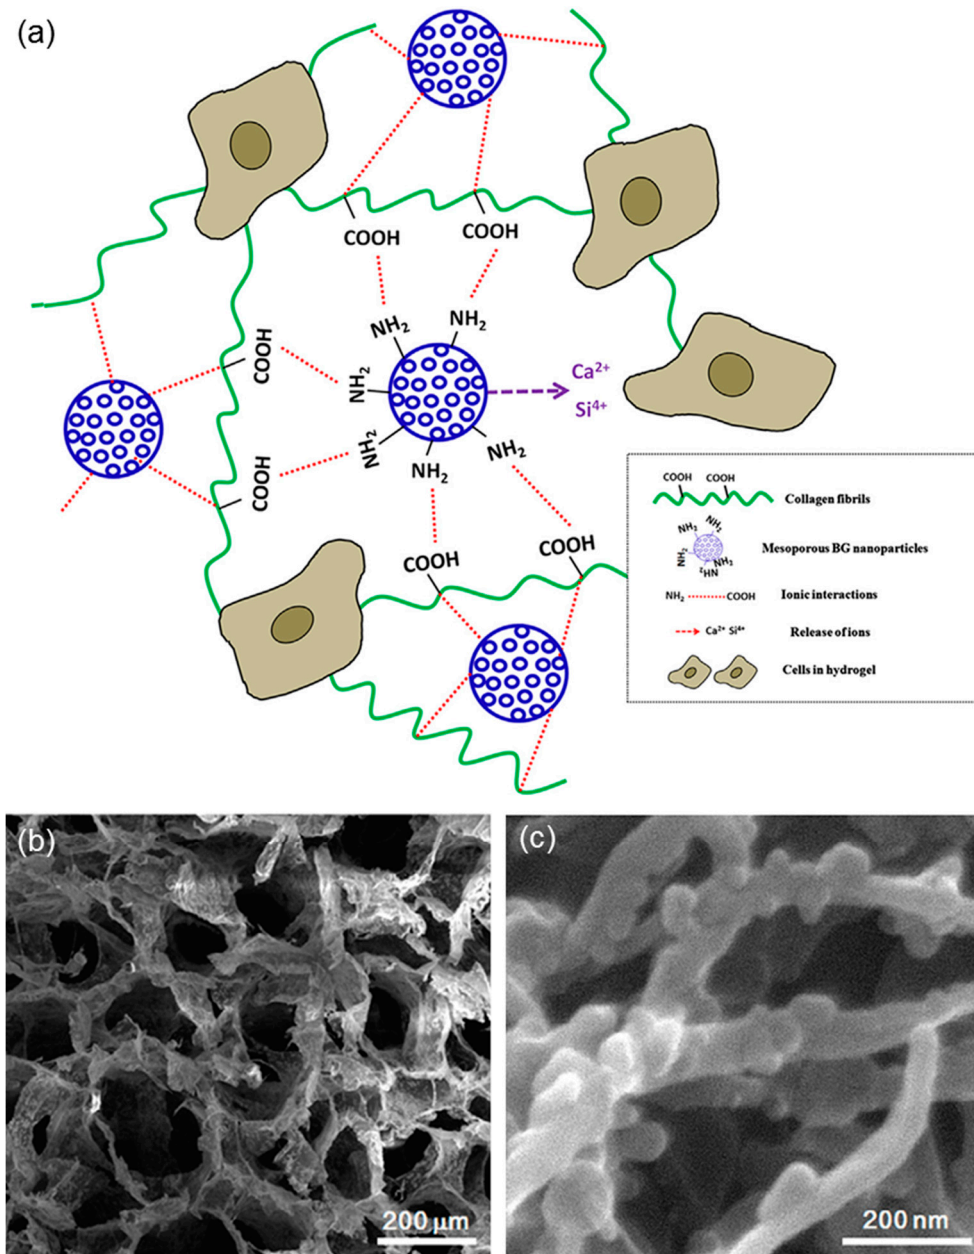 (a)
COOH
COOH
NH2
NH2
COOH
NH2
Ca2+
Si4+
NH2
COOH
NH2
NH2
COOH
COOH
COOH COOH
Collagen fibrils
NH2
NH2
NH2
NH2
NH2
Mesoporous BG nanoparticles
NH2 COOH
Ionic interactions
Ca2+ Si4+
Release of ions
Cells in hydrogel
(b)
200 μm
(c)
200 nm